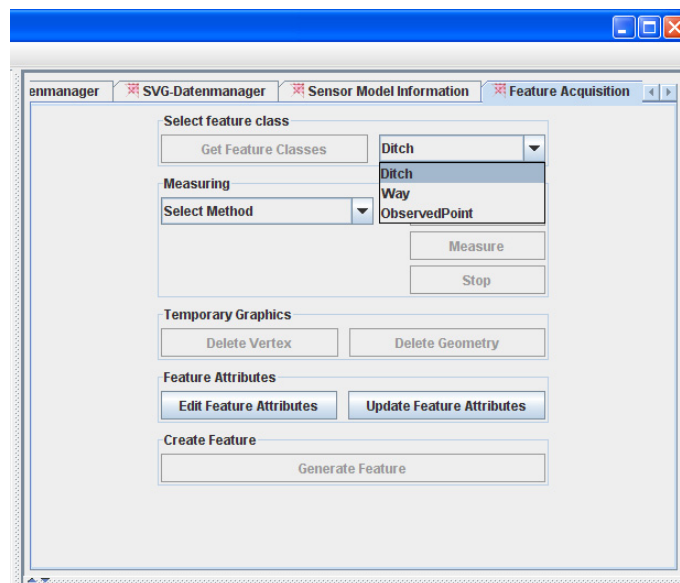 enmanager SVG-Datenmanager Sensor Model Information Feature Acquisition
Select feature class
Get Feature Classes Ditch
Ditch
Measuring
Way
Select Method ObservedPoint
Measure
Stop
Temporary Graphics
Delete Vertex Delete Geometry
Feature Attributes
Edit Feature Attributes Update Feature Attributes
Create Feature
Generate Feature